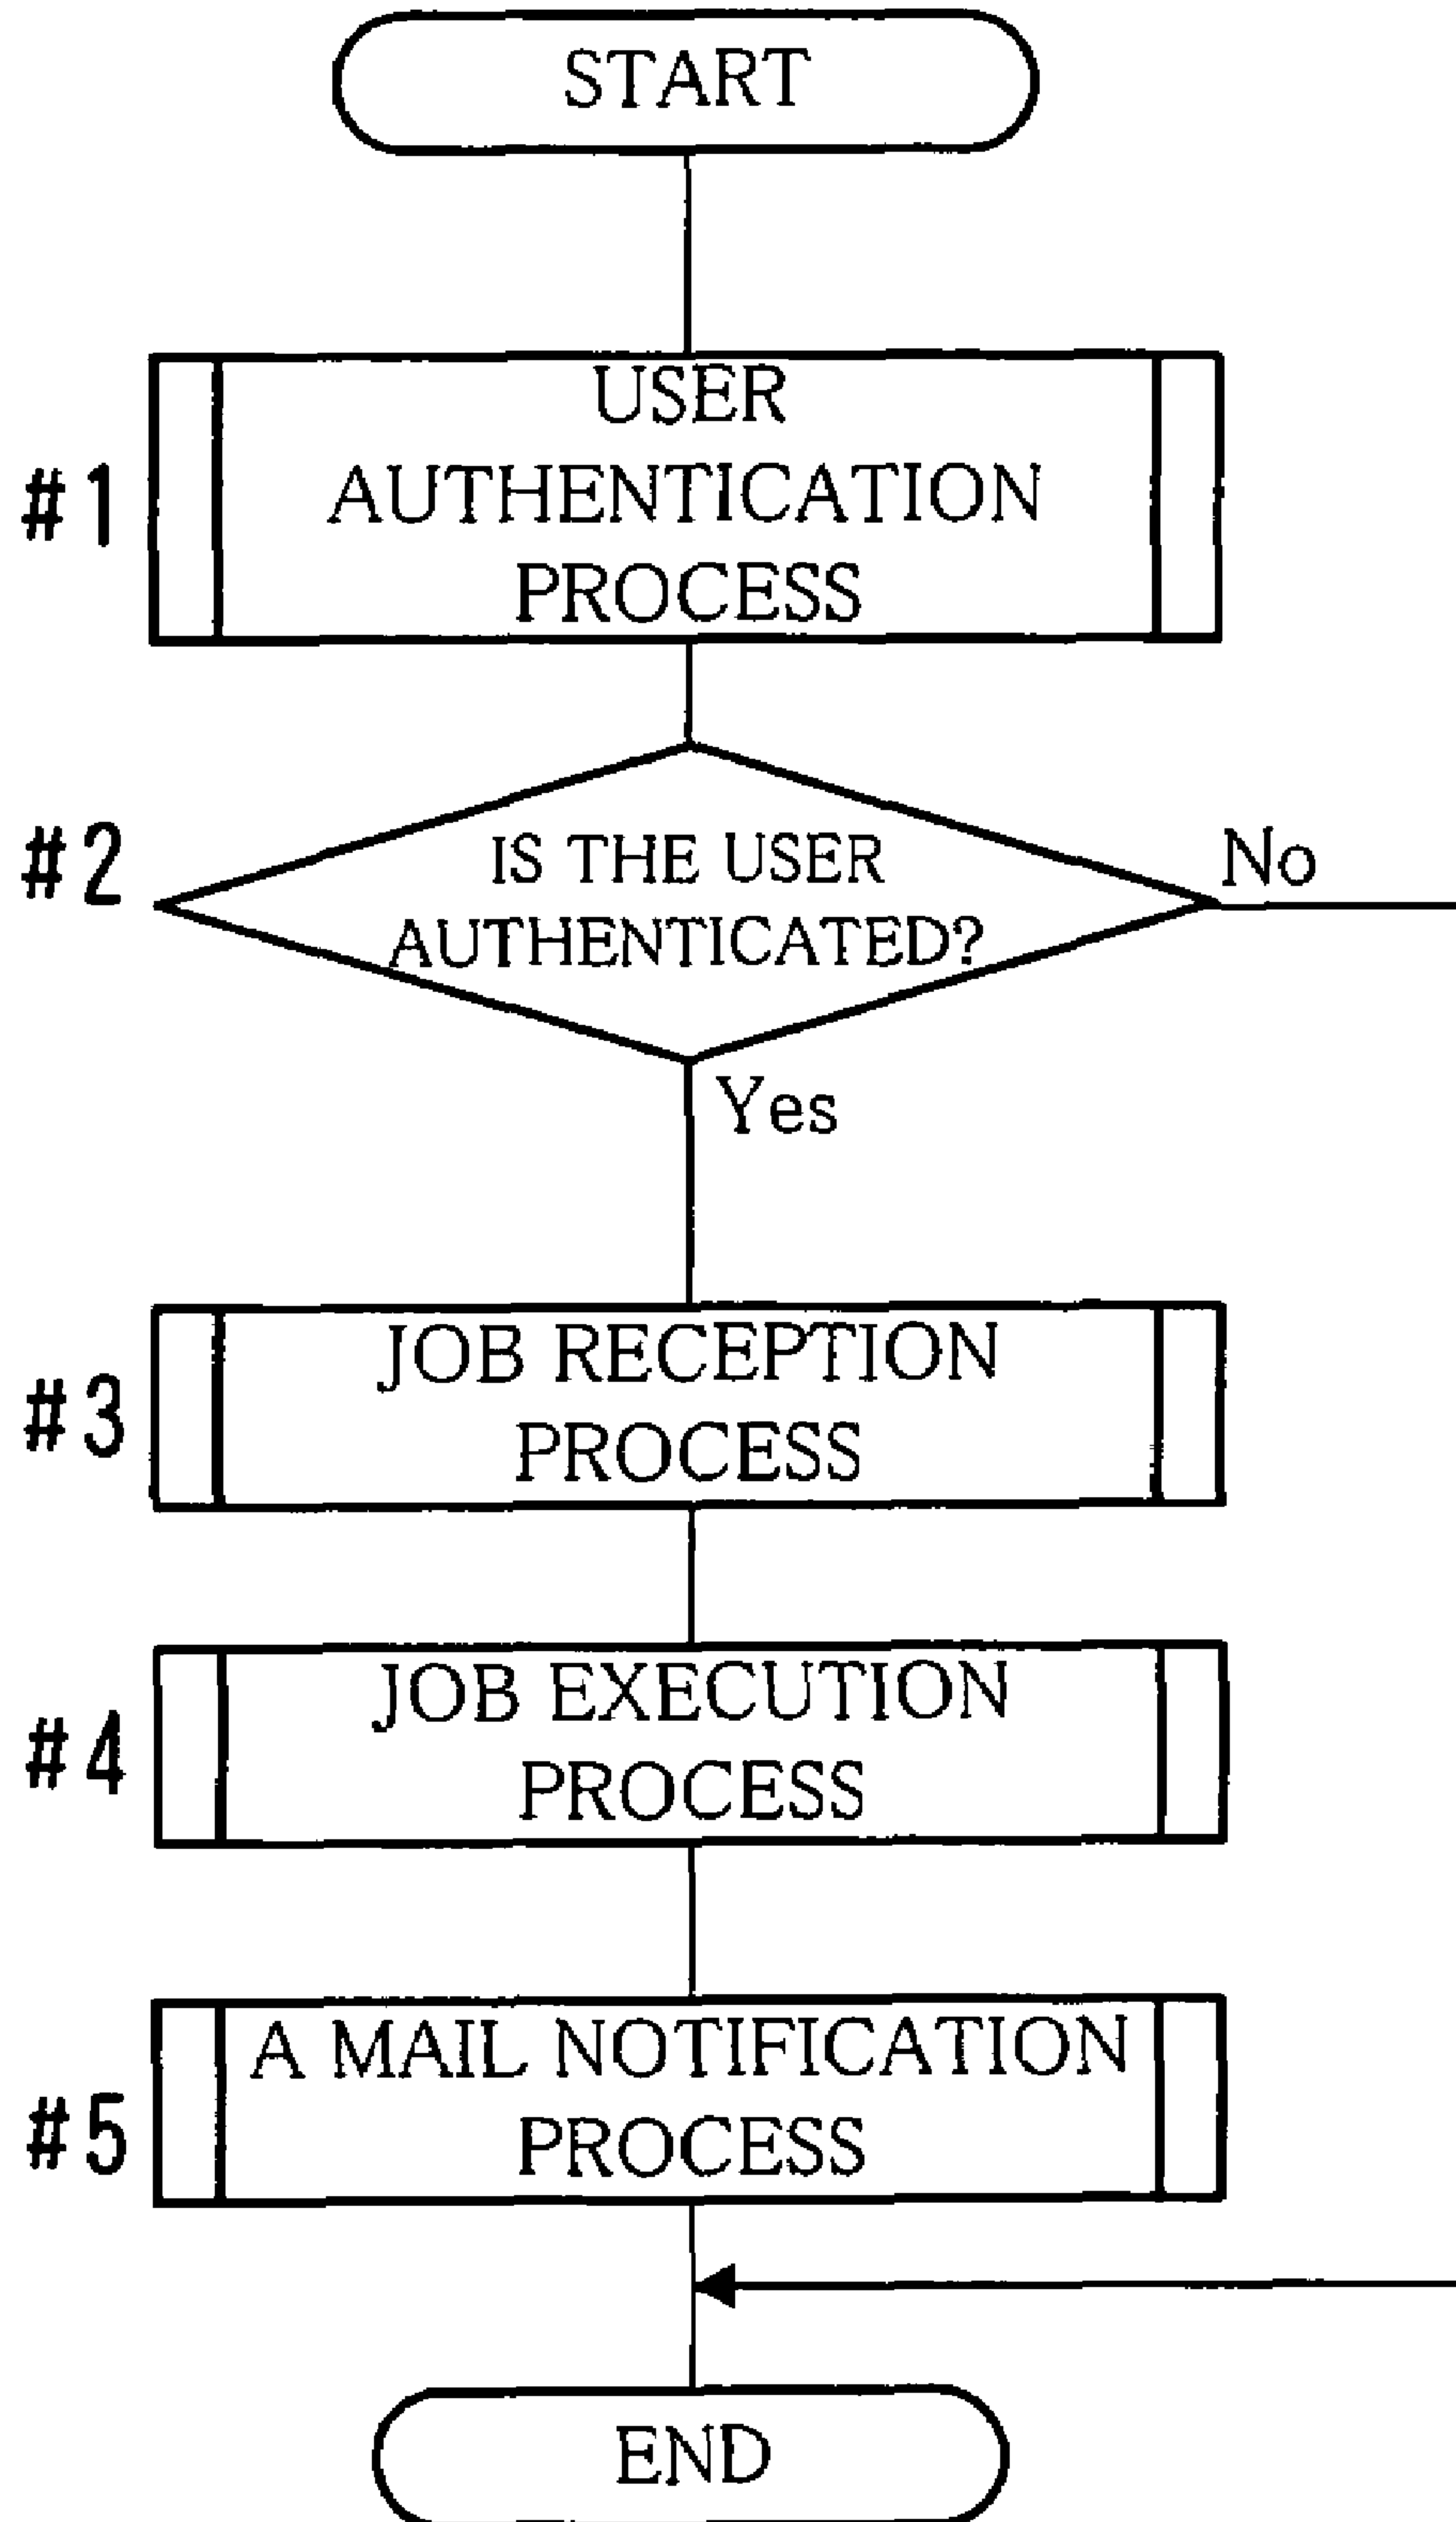 START
#1
USER
AUTHENTICATION
PROCESS
#2
IS THE USER
AUTHENTICATED?
No
Yes
#3
JOB RECEPTION
PROCESS
#4
JOB EXECUTION
PROCESS
#5
A MAIL NOTIFICATION
PROCESS
END